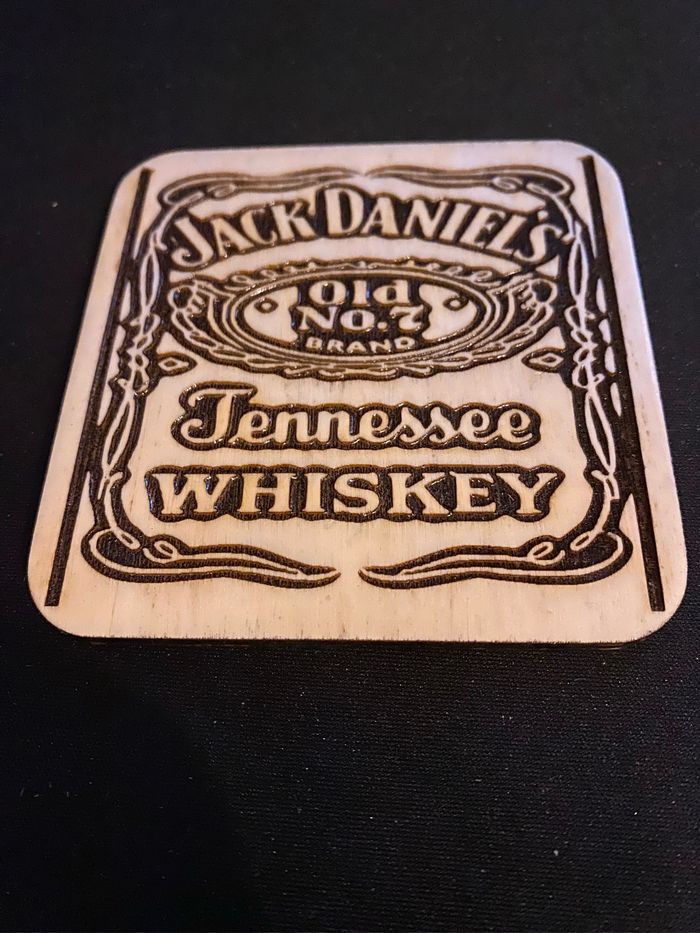 JACK DANIEL'S
Old
NO. 7
BRAND
Tennessee
WHISKEY